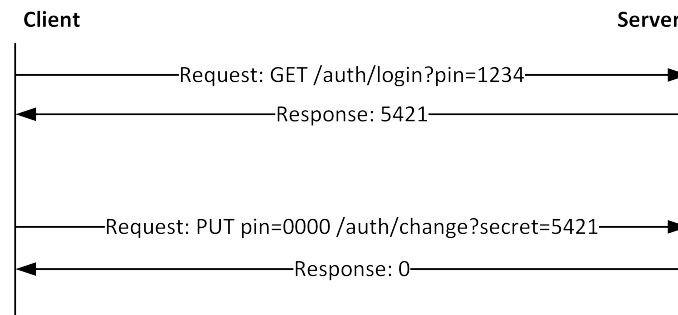 Client Server
Request: GET /auth/login?pin=1234
Response: 5421
Request: PUT pin=0000 /auth/change?secret=5421
Response: 0